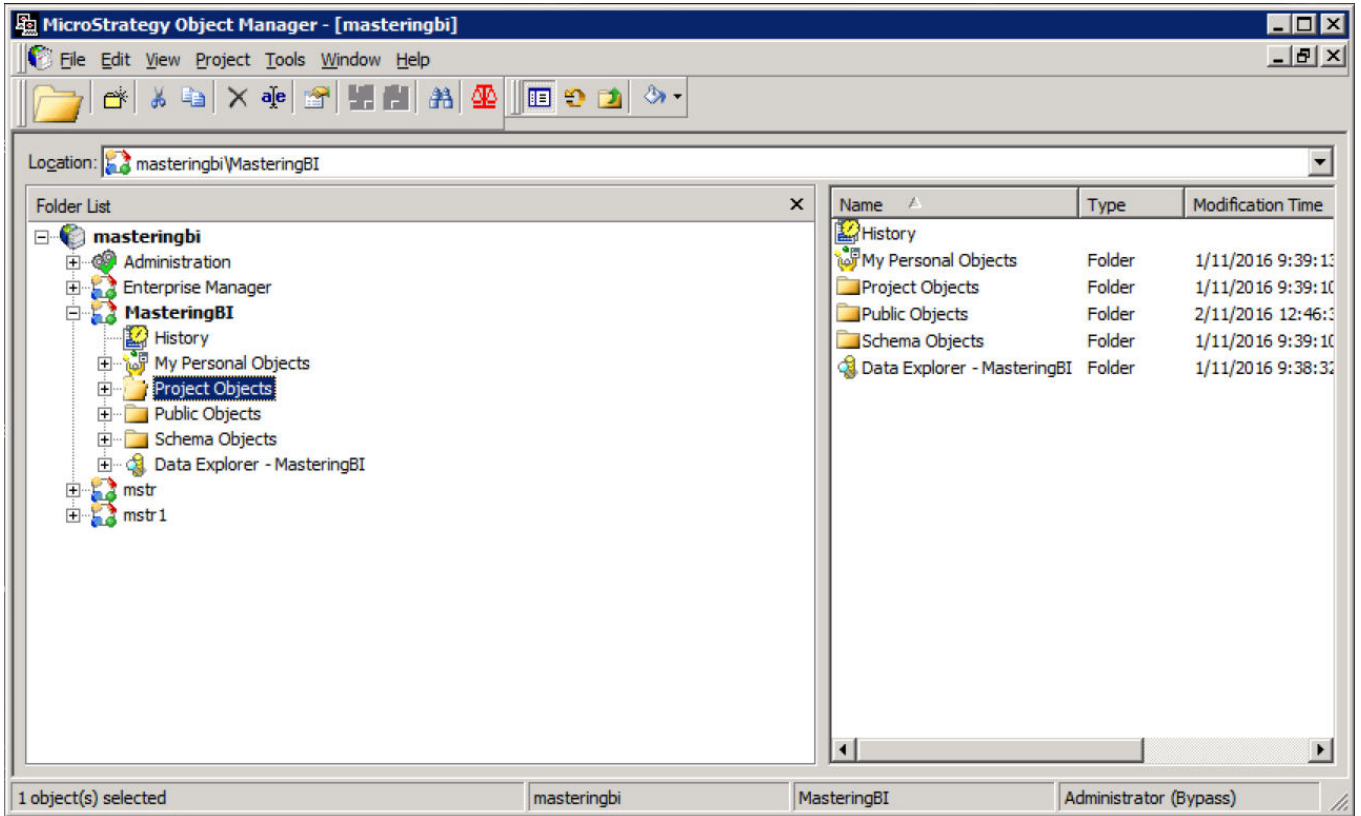 MicroStrategy Object Manager - [masteringbi]
File Edit View Project Tools Window Help
Location: masteringbi\MasteringBI
Folder List
masteringbi
Administration
Enterprise Manager
MasteringBI
History
My Personal Objects
Project Objects
Public Objects
Schema Objects
Data Explorer - MasteringBI
mstr
mstr1
Name Type Modification Time
History
My Personal Objects Folder 1/11/2016 9:39:13
Project Objects Folder 1/11/2016 9:39:10
Public Objects Folder 2/11/2016 12:46:3
Schema Objects Folder 1/11/2016 9:39:10
Data Explorer - MasteringBI Folder 1/11/2016 9:38:32
1 object(s) selected masteringbi MasteringBI Administrator (Bypass)